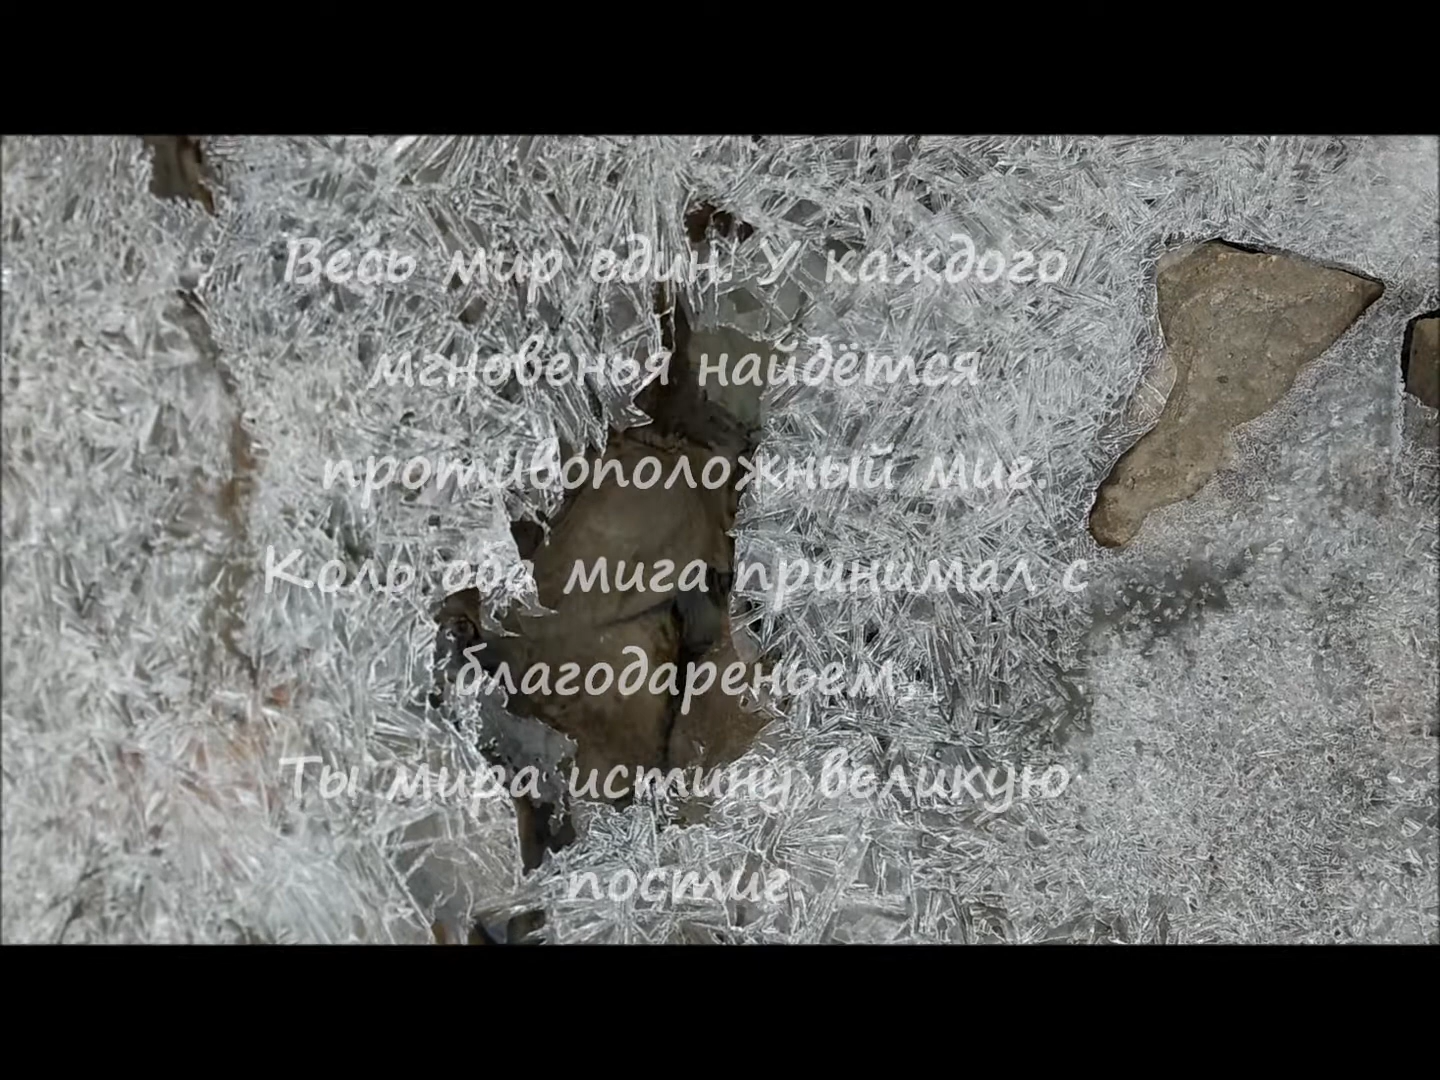 Весь мир един. У каждого
мгновенья найдётся
противоположный миг.
Коль оба мига принимал с
благодареньем,
Ты мира истину великую
постиг.